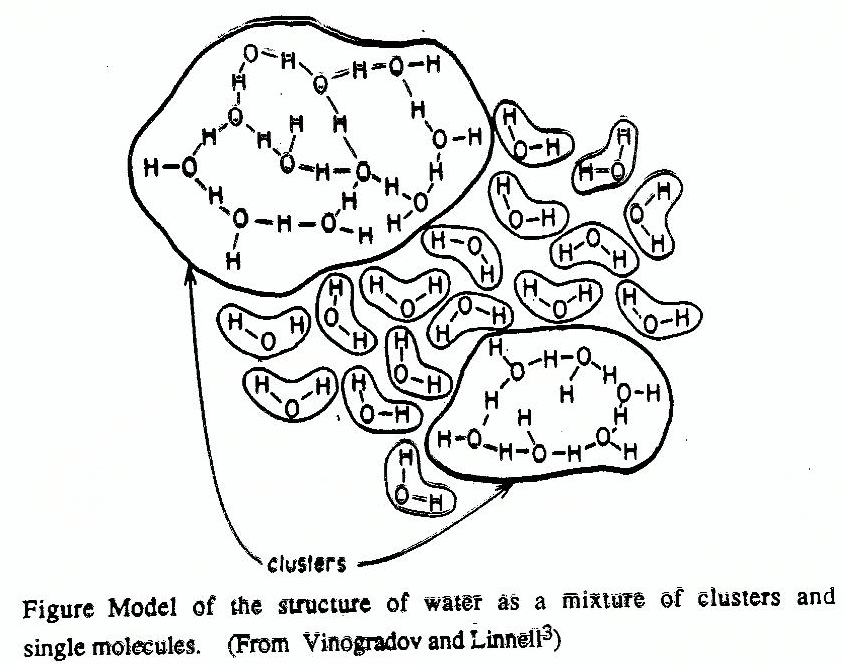 clusters
Figure Model of the structure of water as a mixture of clusters and
single molecules. (From Vinogradov and Linnell³)